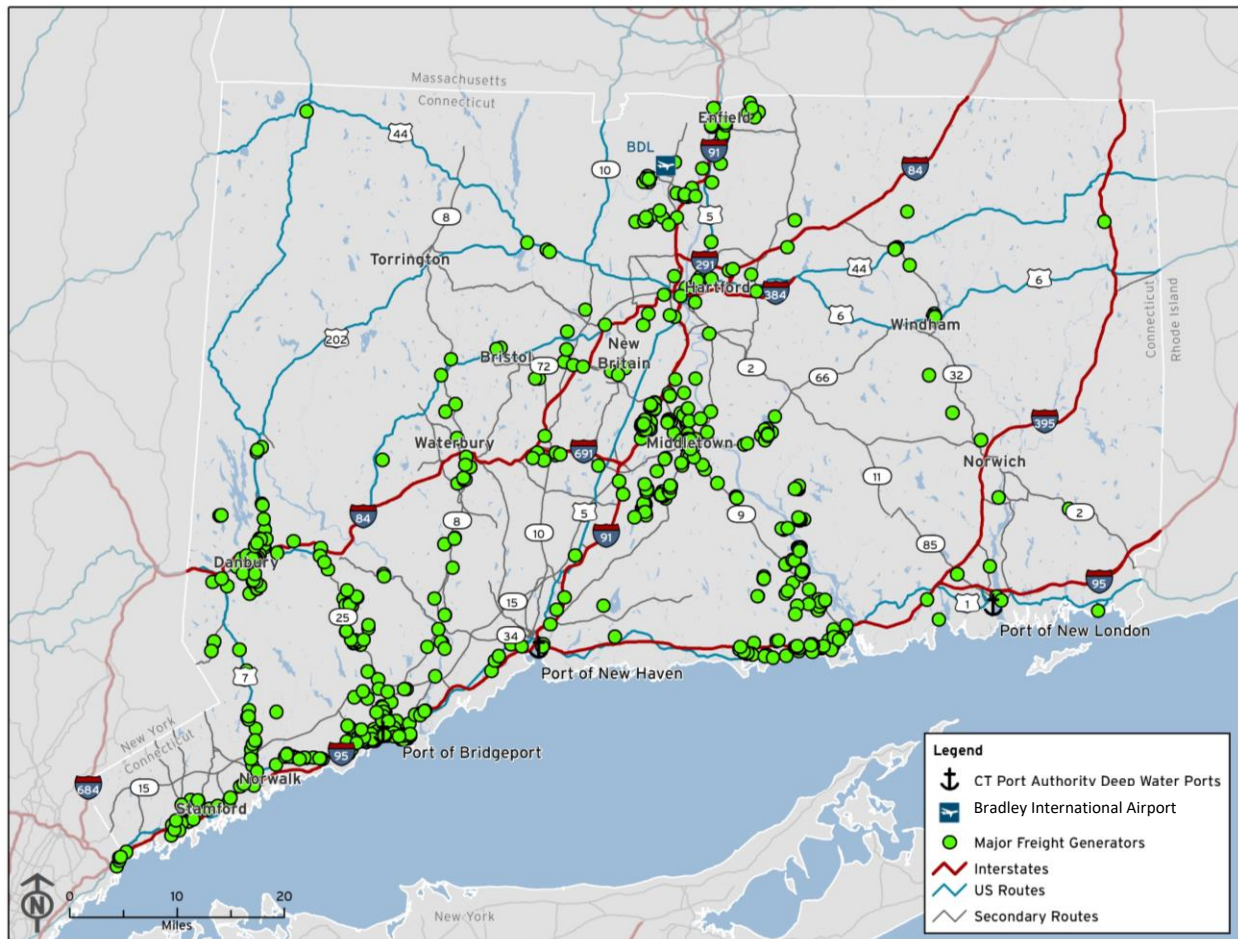 Massachusetts
Connecticut
Enfield
44
91
BDL
10
84
8
5
Torrington
291
44
Hartford
384
6
6
Windham
202
New
Britain
Bristol
72
2
66
32
Connecticut
Rhode Island
395
Waterbury
691
Middletown
Norwich
11
84
8
10
5
91
9
2
85
Danbury
95
15
1
25
34
Port of New London
Port of New Haven
7
New York
Connecticut
95
Port of Bridgeport
684
15
Norwalk
Stamford
Legend
CT Port Authority Deep Water Ports
Bradley International Airport
Major Freight Generators
Interstates
US Routes
Secondary Routes
N
0 10 20
Miles
New York